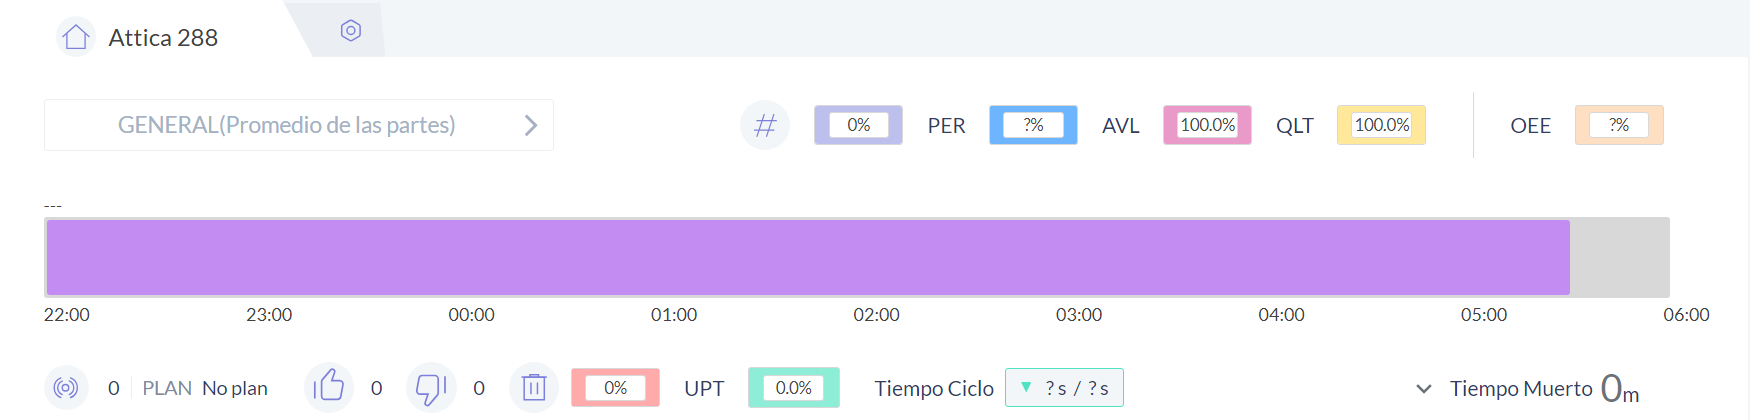 Attica 288
GENERAL(Promedio de las partes)
# 0% PER ?% AVL 100.0% QLT 100.0% OEE ?%
---
22:00 23:00 00:00 01:00 02:00 03:00 04:00 05:00 06:00
0 PLAN No plan 0 0 0% UPT 0.0% Tiempo Ciclo ▼ ? s / ? s Tiempo Muerto 0m